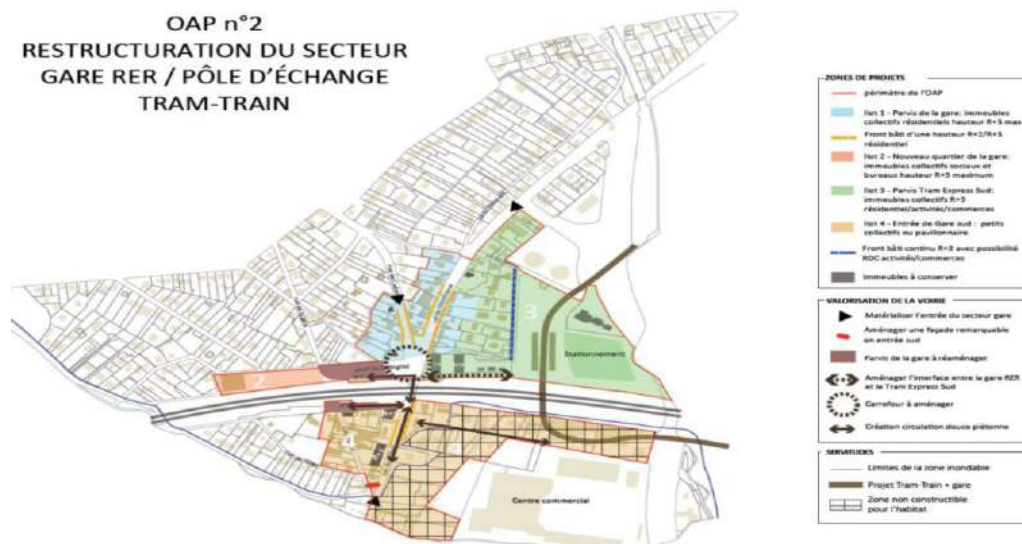 OAP n°2
RESTRUCTURATION DU SECTEUR
GARE RER / PÔLE D'ÉCHANGE
TRAM-TRAIN
2
3
Stationnement
Centre commercial
ZONES DE PROJETS
périmètre de l'OAP
Ilot 1 - Parvis de la gare: immeubles
collectifs résidentiels hauteur R+3 max
Front bâti d'une hauteur R+2/R+3
résidentiel
Ilot 2 - Nouveau quartier de la gare:
immeubles collectifs sociaux et
bureaux hauteur R+5 maximum
Ilot 3 - Parvis Tram Express Sud:
immeubles collectifs R+3
résidentiel/activités/commerces
Ilot 4 - Entrée de Gare sud : petits
collectifs ou pavillonnaire
Front bâti continu R+3 avec possibilité
RDC activités/commerces
Immeubles à conserver
VALORISATION DE LA VOIRIE
Matérialiser l'entrée du secteur gare
Aménager une façade remarquable
en entrée sud
Parvis de la gare à réaménager
Aménager l'interface entre la gare RER
et le Tram Express Sud
Carrefour à aménager
Création circulation douce piétonne
SERVITUDES
Limites de la zone inondable
Projet Tram-Train + gare
Zone non constructible
pour l'habitat